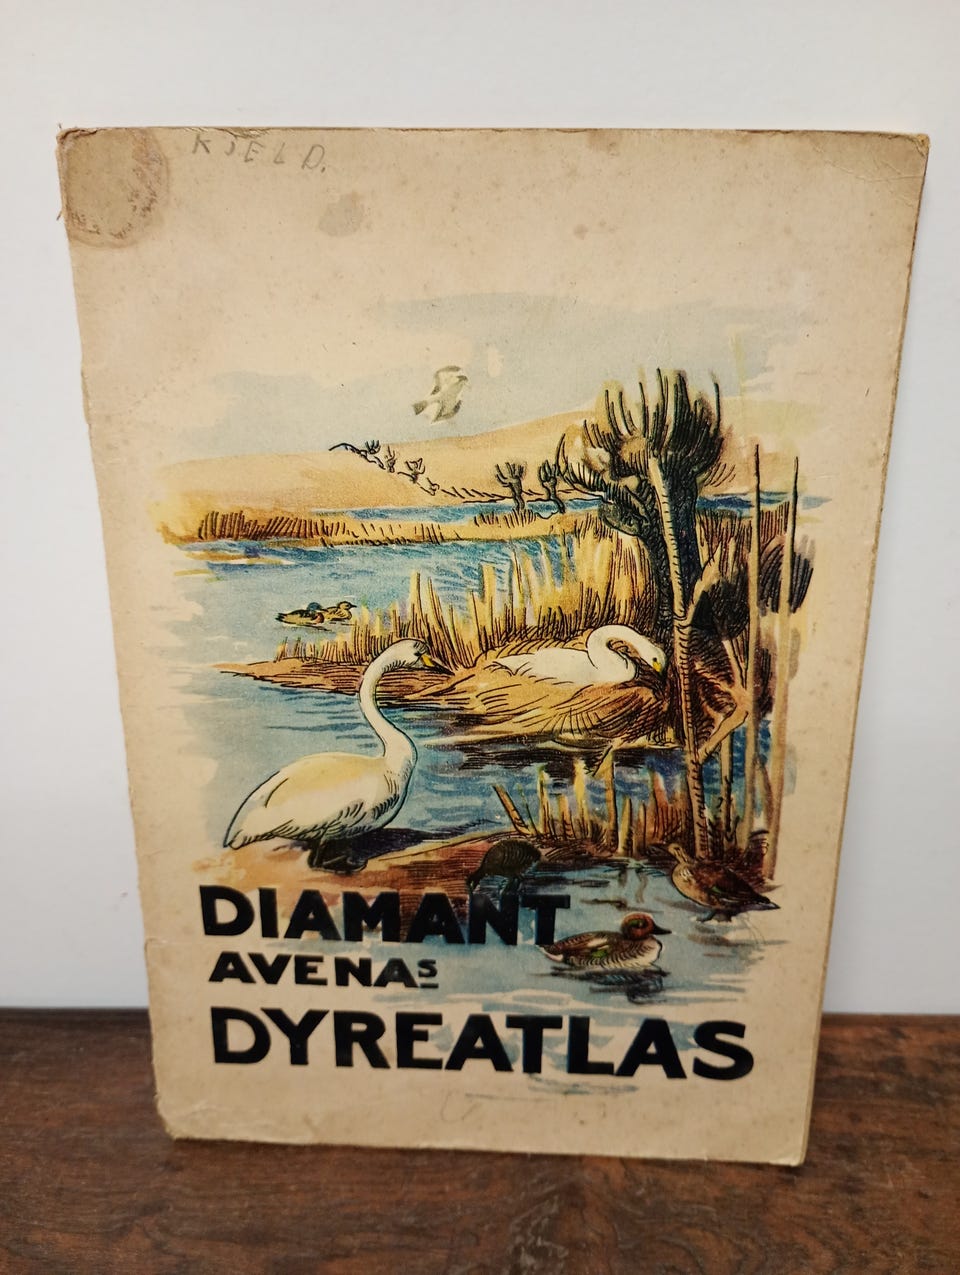 KJELD.
DIAMANT
AVENAS
DYREATLAS